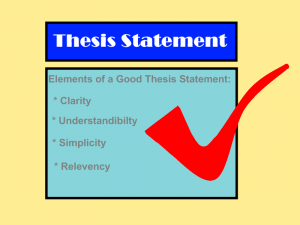 Thesis Statement
Elements of a Good Thesis Statement:
* Clarity
* Understandibilty
* Simplicity
* Relevency